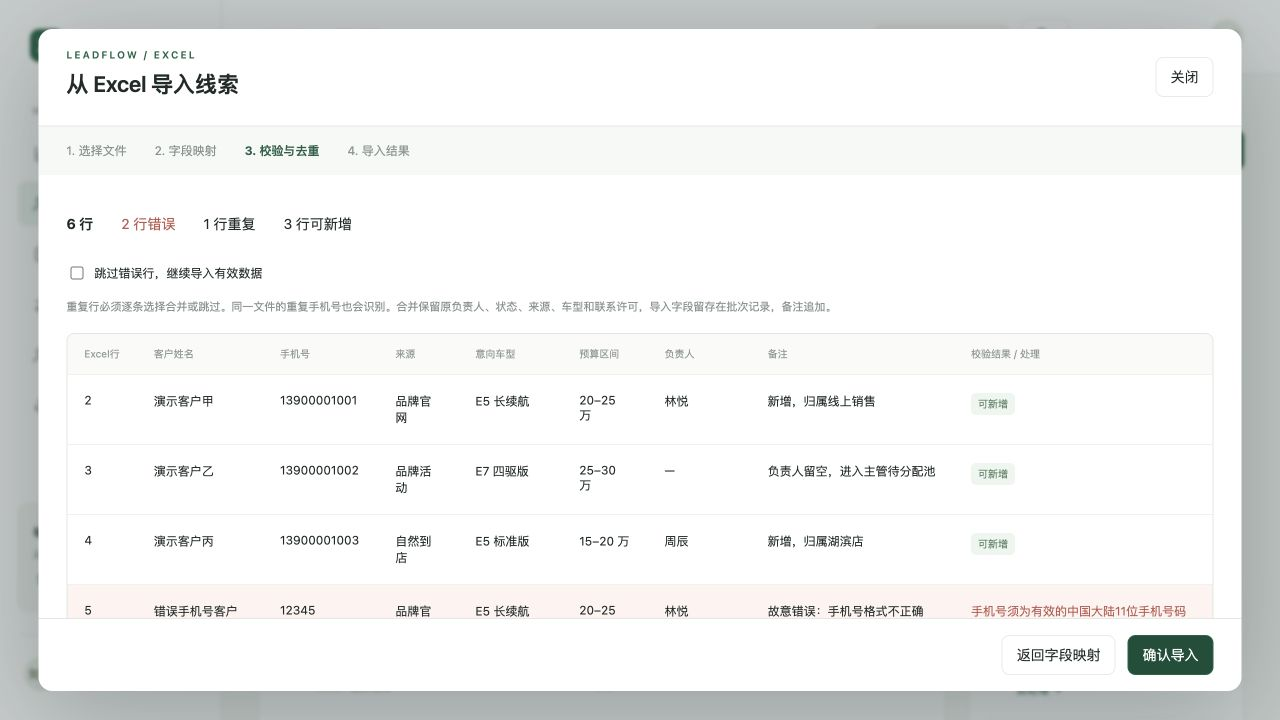 LEADFLOW / EXCEL
从 Excel 导入线索
关闭
1. 选择文件 2. 字段映射 3. 校验与去重 4. 导入结果
6 行 2 行错误 1 行重复 3 行可新增
跳过错误行，继续导入有效数据
重复行必须逐条选择合并或跳过。同一文件的重复手机号也会识别。合并保留原负责人、状态、来源、车型和联系许可，导入字段留存在批次记录，备注追加。
Excel行 客户姓名 手机号 来源 意向车型 预算区间 负责人 备注 校验结果 / 处理
2 演示客户甲 13900001001 品牌官网 E5 长续航 20–25 万 林悦 新增，归属线上销售 可新增
3 演示客户乙 13900001002 品牌活动 E7 四驱版 25–30 万 — 负责人留空，进入主管待分配池 可新增
4 演示客户丙 13900001003 自然到店 E5 标准版 15–20 万 周辰 新增，归属湖滨店 可新增
5 错误手机号客户 12345 品牌官 E5 长续航 20–25 林悦 故意错误：手机号格式不正确 手机号须为有效的中国大陆11位手机号码
返回字段映射 确认导入